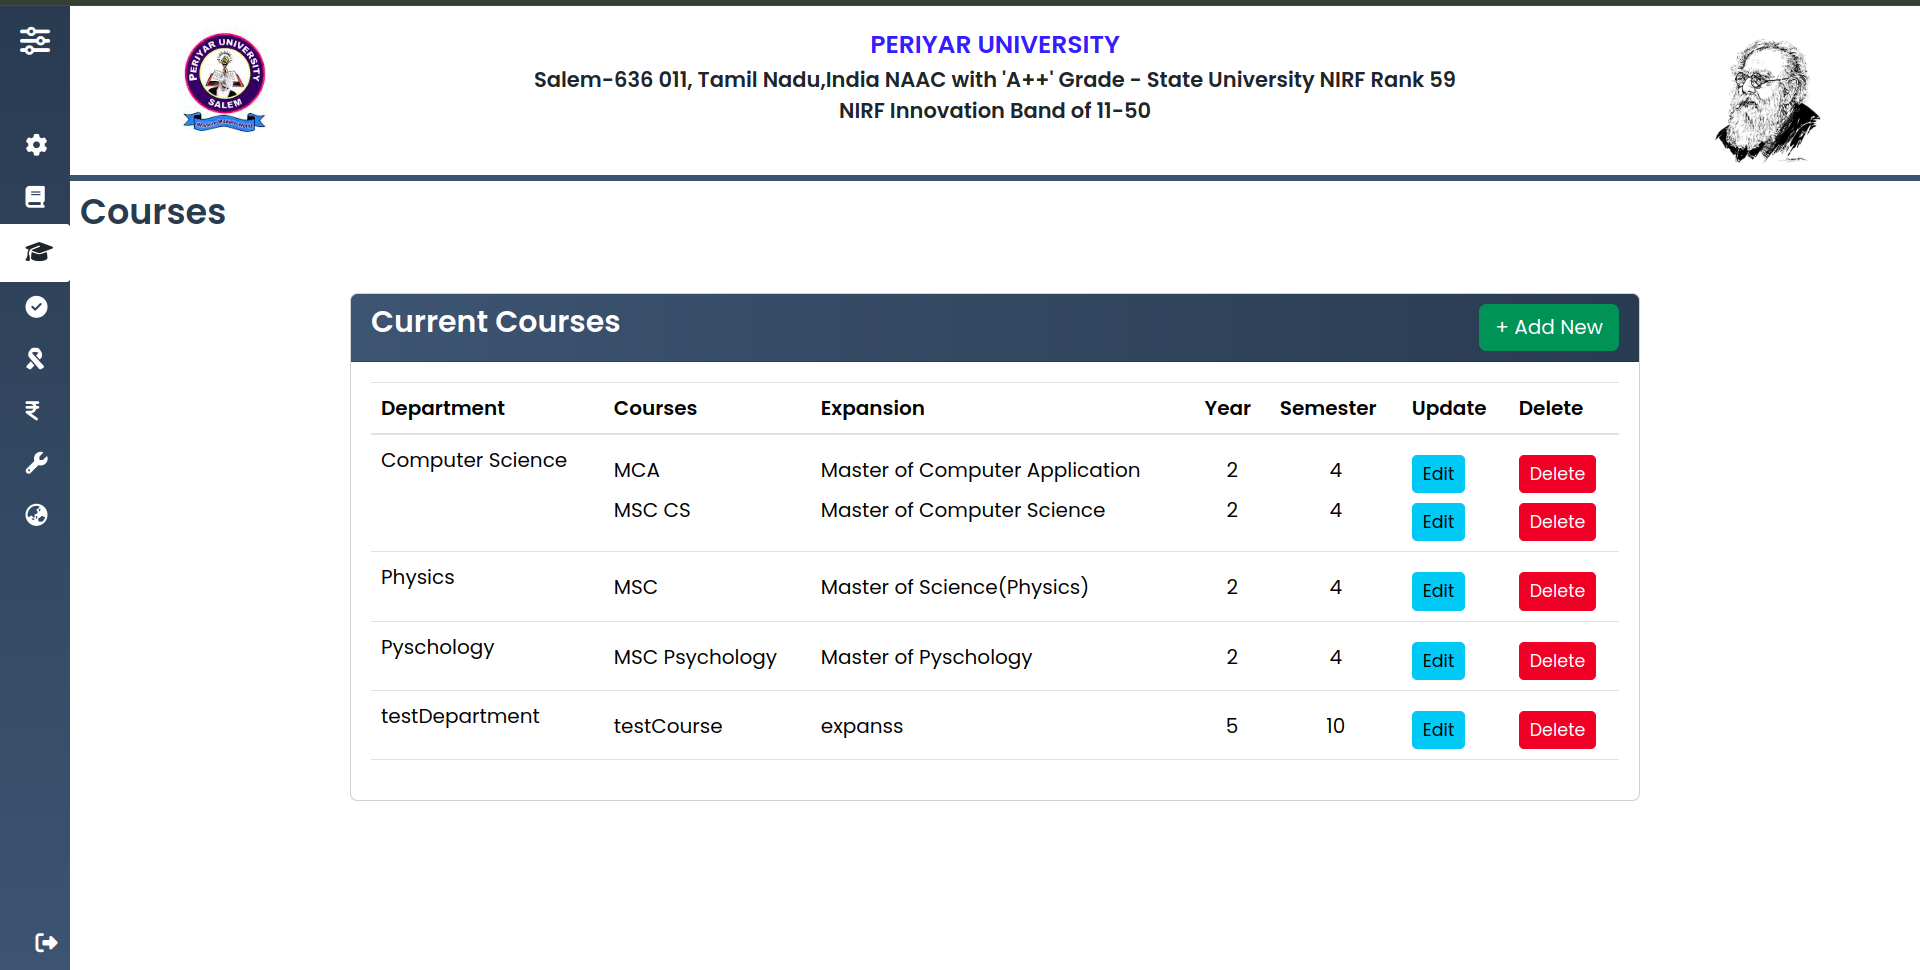 PERIYAR UNIVERSITY
SALEM
PERIYAR UNIVERSITY
Salem-636 011, Tamil Nadu,India NAAC with 'A++' Grade - State University NIRF Rank 59
NIRF Innovation Band of 11-50
Courses
Current Courses
+ Add New
Department Courses Expansion Year Semester Update Delete
Computer Science MCA Master of Computer Application 2 4 Edit Delete
MSC CS Master of Computer Science 2 4 Edit Delete
Physics MSC Master of Science(Physics) 2 4 Edit Delete
Pyschology MSC Psychology Master of Pyschology 2 4 Edit Delete
testDepartment testCourse expanss 5 10 Edit Delete